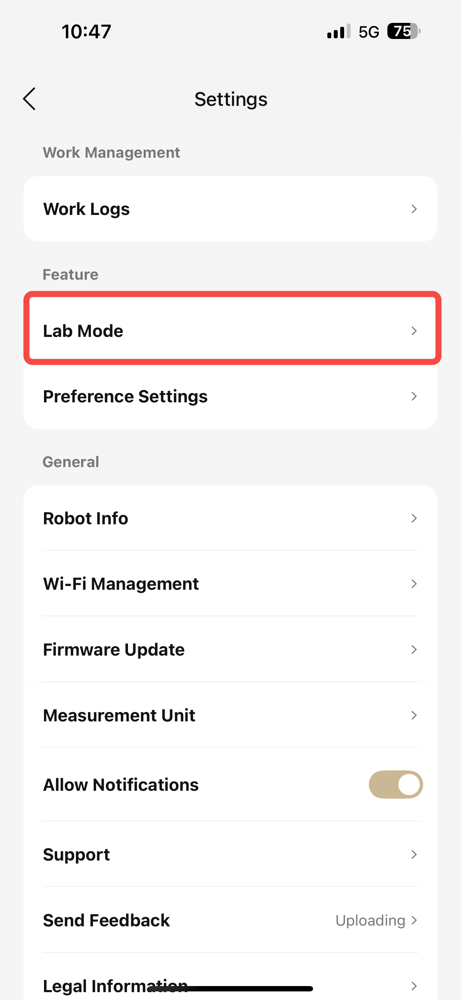 10:47
5G 75
Settings
Work Management
Work Logs
Feature
Lab Mode
Preference Settings
General
Robot Info
Wi-Fi Management
Firmware Update
Measurement Unit
Allow Notifications
Support
Send Feedback Uploading
Legal Information